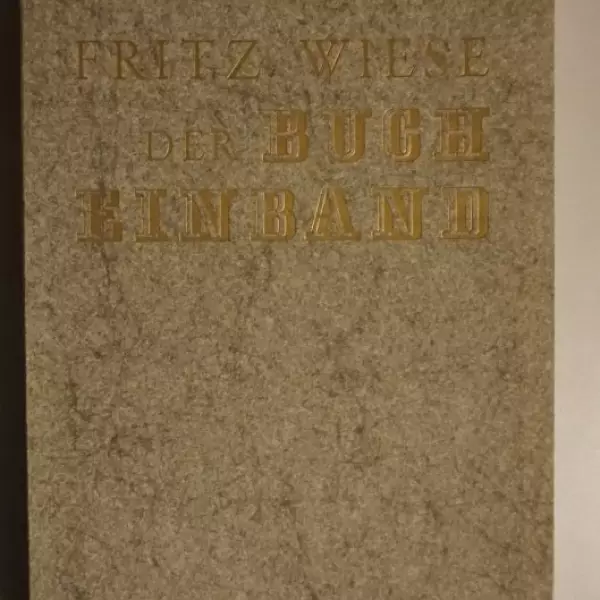 FRITZ WIESE
DER BUCH
EINBAND